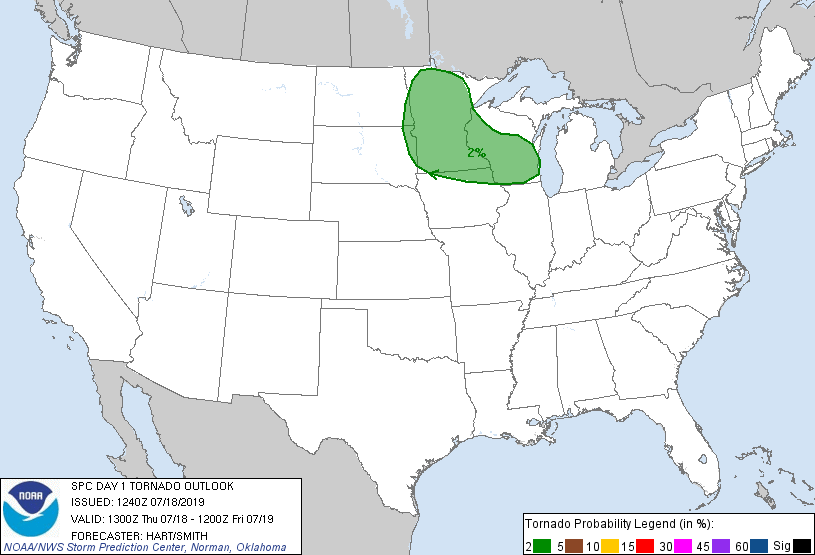 2%
NOAA
SPC DAY 1 TORNADO OUTLOOK
ISSUED: 1240Z 07/18/2019
VALID: 1300Z Thu 07/18 - 1200Z Fri 07/19
FORECASTER: HART/SMITH
NOAA/NWS Storm Prediction Center, Norman, Oklahoma
Tornado Probability Legend (in %):
2 5 10 15 30 45 60 Sig